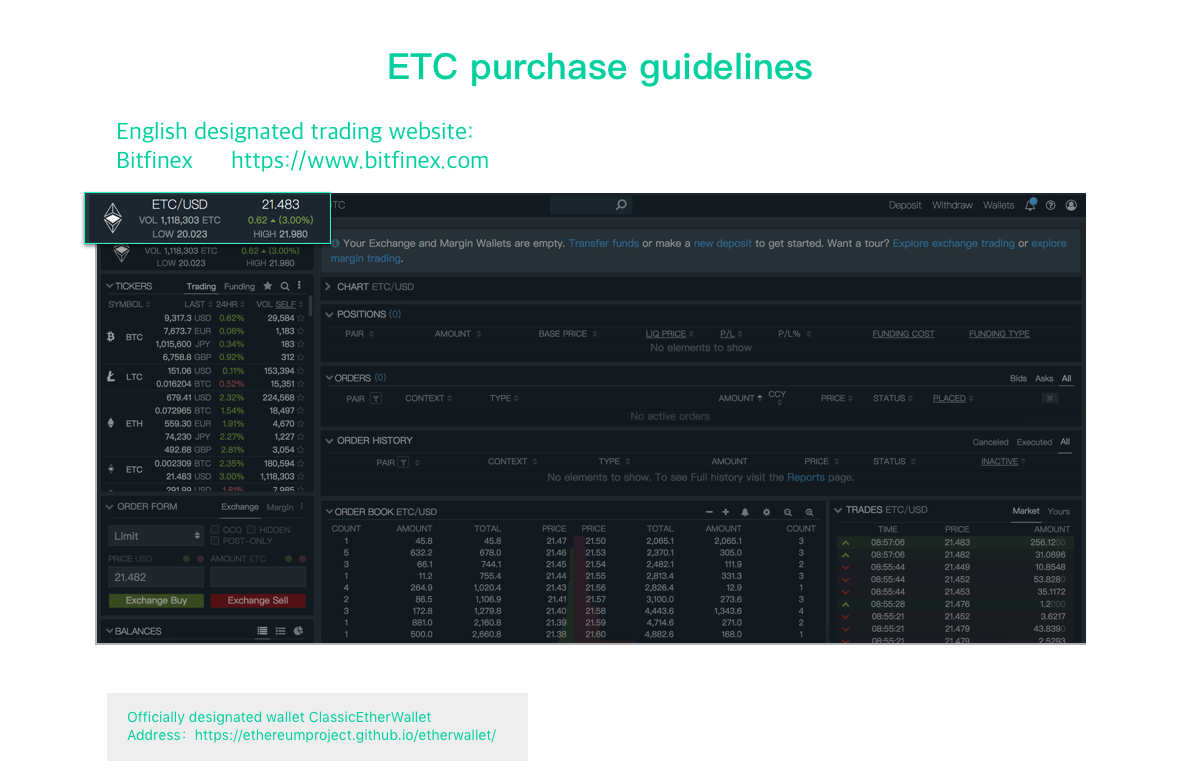 ETC purchase guidelines
English designated trading website:
Bitfinex https://www.bitfinex.com
ETC/USD 21.483
VOL 1,118,303 ETC 0.62 (3.00%)
LOW 20.023 HIGH 21.980
TC
Deposit Withdraw Wallets
VOL 1,118,303 ETC 0.62 (3.00%)
LOW 20.023 HIGH 21.980
Your Exchange and Margin Wallets are empty. Transfer funds or make a new deposit to get started. Want a tour? Explore exchange trading or explore
margin trading.
TICKERS Trading Funding
SYMBOL LAST 24HR VOL SELF
9,317.3 USD 0.62% 29,584
7,673.7 EUR 0.08% 1,183
BTC
1,015,600 JPY 0.34% 183
6,758.8 GBP 0.92% 312
151.06 USD 0.11% 153,394
LTC
0.016204 BTC 0.52% 15,351
679.41 USD 2.32% 224,568
0.072965 BTC 1.54% 18,497
ETH 559.30 EUR 1.91% 4,670
74,230 JPY 2.27% 1,227
492.68 GBP 2.81% 3,054
0.002309 BTC 2.35% 180,594
ETC
21.483 USD 3.00% 1,118,303
291.99 USD 1.81% 7,985
ORDER FORM Exchange Margin
Limit
OCO HIDDEN
POST-ONLY
PRICE USD AMOUNT ETC
21.482
Exchange Buy Exchange Sell
BALANCES
CHART ETC/USD
POSITIONS (0)
PAIR AMOUNT BASE PRICE LIQ PRICE P/L P/L% FUNDING COST FUNDING TYPE
No elements to show
ORDERS (0) Bids Asks All
PAIR CONTEXT TYPE AMOUNT CCY PRICE STATUS PLACED
No active orders
ORDER HISTORY Canceled Executed All
PAIR CONTEXT TYPE AMOUNT PRICE STATUS INACTIVE
No elements to show. To see Full history visit the Reports page.
ORDER BOOK ETC/USD
COUNT AMOUNT TOTAL PRICE PRICE TOTAL AMOUNT COUNT
1 45.8 45.8 21.47 21.50 2,065.1 2,065.1 3
5 632.2 678.0 21.46 21.53 2,370.1 305.0 3
3 66.1 744.1 21.45 21.54 2,482.1 111.9 2
1 11.2 755.4 21.44 21.55 2,813.4 331.3 3
4 264.9 1,020.4 21.43 21.56 2,826.4 12.9 1
2 86.5 1,106.9 21.41 21.57 3,100.0 273.6 3
3 172.8 1,279.8 21.40 21.58 4,443.6 1,343.6 4
1 881.0 2,160.8 21.39 21.59 4,714.6 271.0 2
1 500.0 2,660.8 21.38 21.60 4,882.6 168.0 1
TRADES ETC/USD Market Yours
TIME PRICE AMOUNT
08:57:06 21.483 256.1200
08:57:06 21.482 31.0696
08:55:44 21.449 10.8548
08:55:44 21.452 53.8280
08:55:44 21.453 35.1172
08:55:28 21.476 1.2000
08:55:21 21.452 3.6217
08:55:21 21.479 43.8390
08:55:21 21.479 2.5293
Officially designated wallet ClassicEtherWallet
Address：https://ethereumproject.github.io/etherwallet/